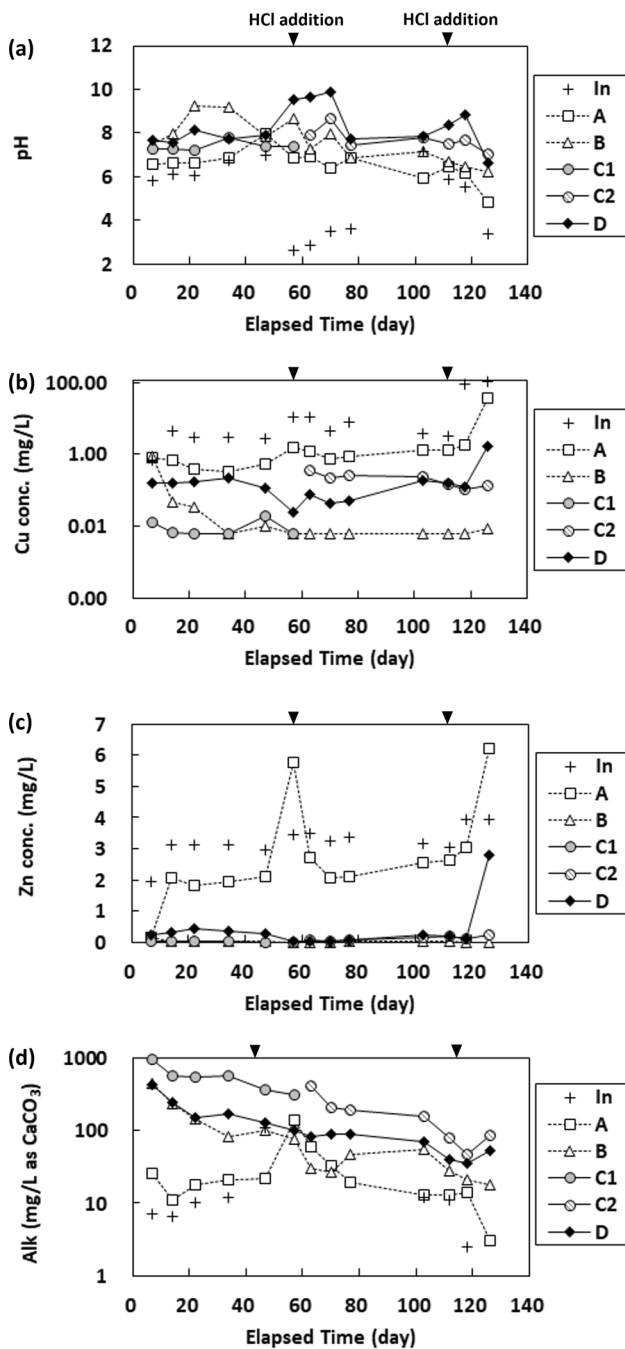 HCl addition HCl addition
(a)
12
10
8
6
4
2
pH
0 20 40 60 80 100 120 140
Elapsed Time (day)
In
A
B
C1
C2
D
(b)
100.00
1.00
0.01
0.00
Cu conc. (mg/L)
0 20 40 60 80 100 120 140
Elapsed Time (day)
In
A
B
C1
C2
D
(c)
7
6
5
4
3
2
1
0
Zn conc. (mg/L)
0 20 40 60 80 100 120 140
Elapsed Time (day)
In
A
B
C1
C2
D
(d)
1000
100
10
1
Alk (mg/L as CaCO₃)
0 20 40 60 80 100 120 140
Elapsed Time (day)
In
A
B
C1
C2
D